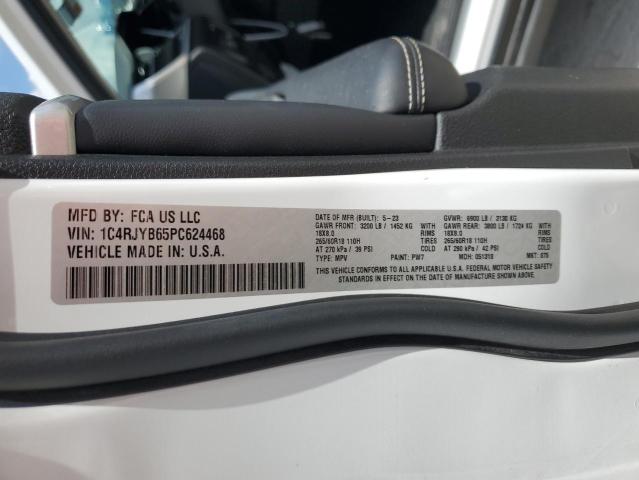 MFD BY: FCA US LLC
VIN: 1C4RJYB65PC624468
VEHICLE MADE IN: U.S.A.
DATE OF MFR (BUILT): 5-23 GVWR: 6900 LB / 3130 KG
GAWR FRONT: 3200 LB / 1452 KG WITH GAWR REAR: 3800 LB / 1724 KG WITH
18X8.0 RIMS 18X8.0 RIMS
265/60R18 110H TIRES 265/60R18 110H TIRES
AT 270 kPa / 39 PSI COLD AT 290 kPa / 42 PSI COLD
TYPE: MPV PAINT: PW7 MDH: 051318 MKT: 075
THIS VEHICLE CONFORMS TO ALL APPLICABLE U.S.A. FEDERAL MOTOR VEHICLE SAFETY
STANDARDS IN EFFECT ON THE DATE OF MANUFACTURE SHOWN ABOVE.